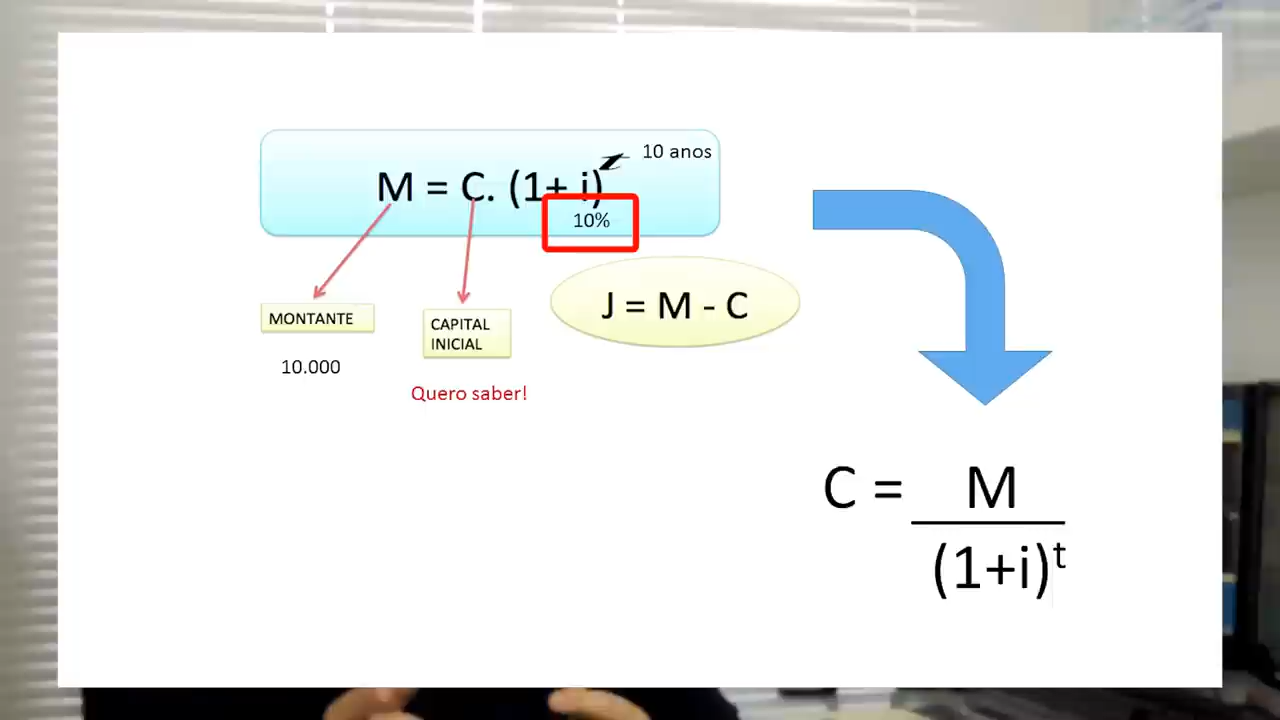 10 anos
M = C. (1+ i)
10%
J = M - C
MONTANTE
CAPITAL
INICIAL
10.000
Quero saber!
C = M
(1+i)t